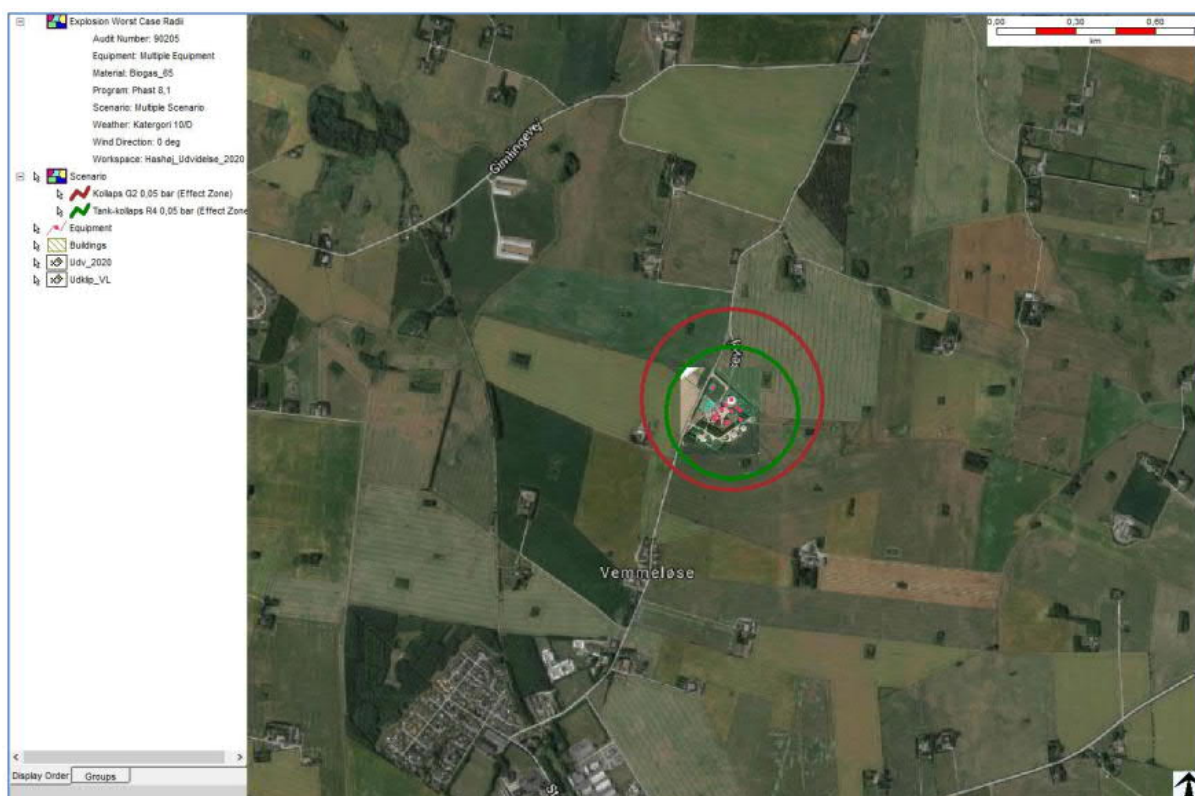 Explosion Worst Case Radii
Audit Number: 90205
Equipment: Multiple Equipment
Material: Biogas_65
Program: Phast 8,1
Scenario: Multiple Scenario
Weather: Katergori 10/D
Wind Direction: 0 deg
Workspace: Hashøj_Udvidelse_2020
Scenario
Kollaps G2 0,05 bar (Effect Zone)
Tank-kollaps R4 0,05 bar (Effect Zone
Equipment
Buildings
Udv_2020
Udklip_VL
Display Order
Groups
0,00 0,30 0,60
km
Gimlingevej
Vemmeløse